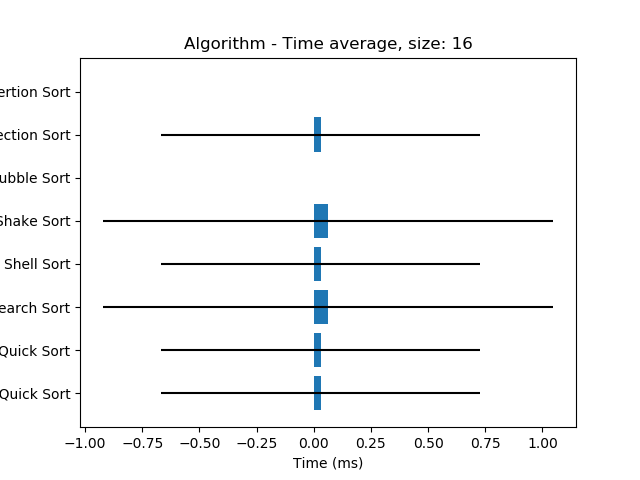 Algorithm - Time average, size: 16
ertion Sort
ection Sort
ubble Sort
Shake Sort
Shell Sort
earch Sort
Quick Sort
Quick Sort
−1.00 −0.75 −0.50 −0.25 0.00 0.25 0.50 0.75 1.00
Time (ms)